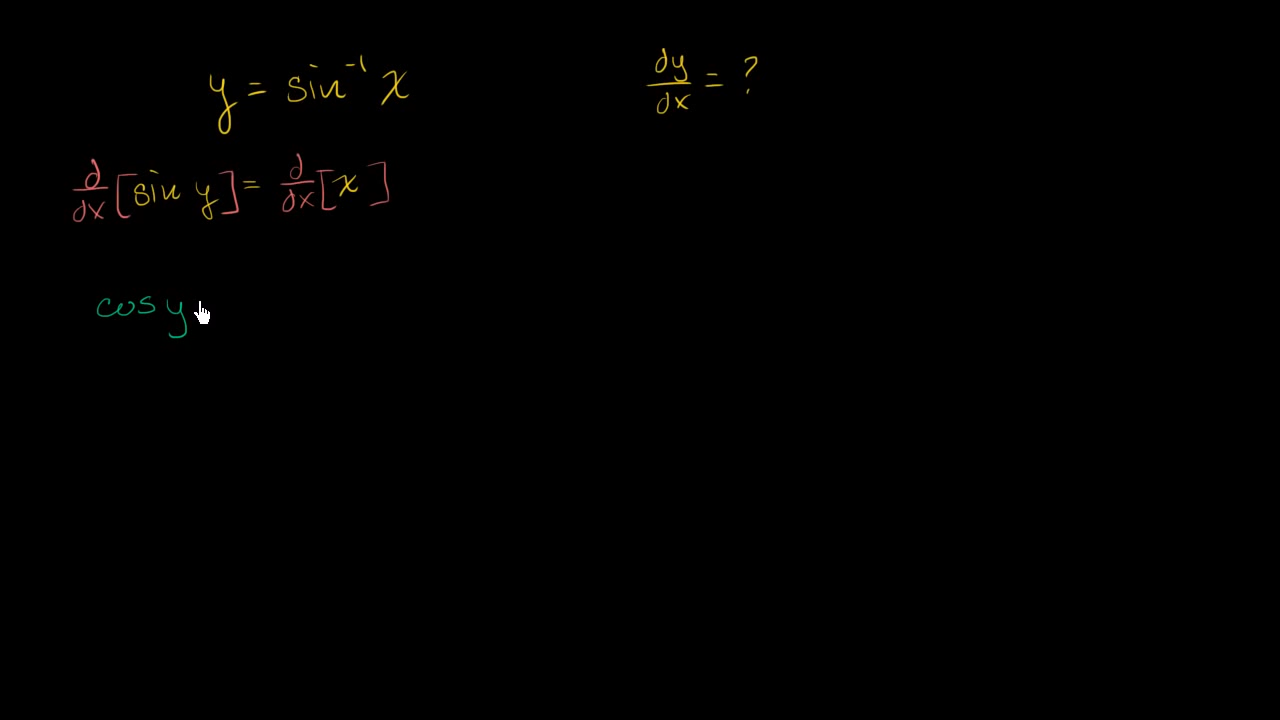 y = sin⁻¹ x
dy/dx = ?
d/dx [sin y] = d/dx [x]
cos y